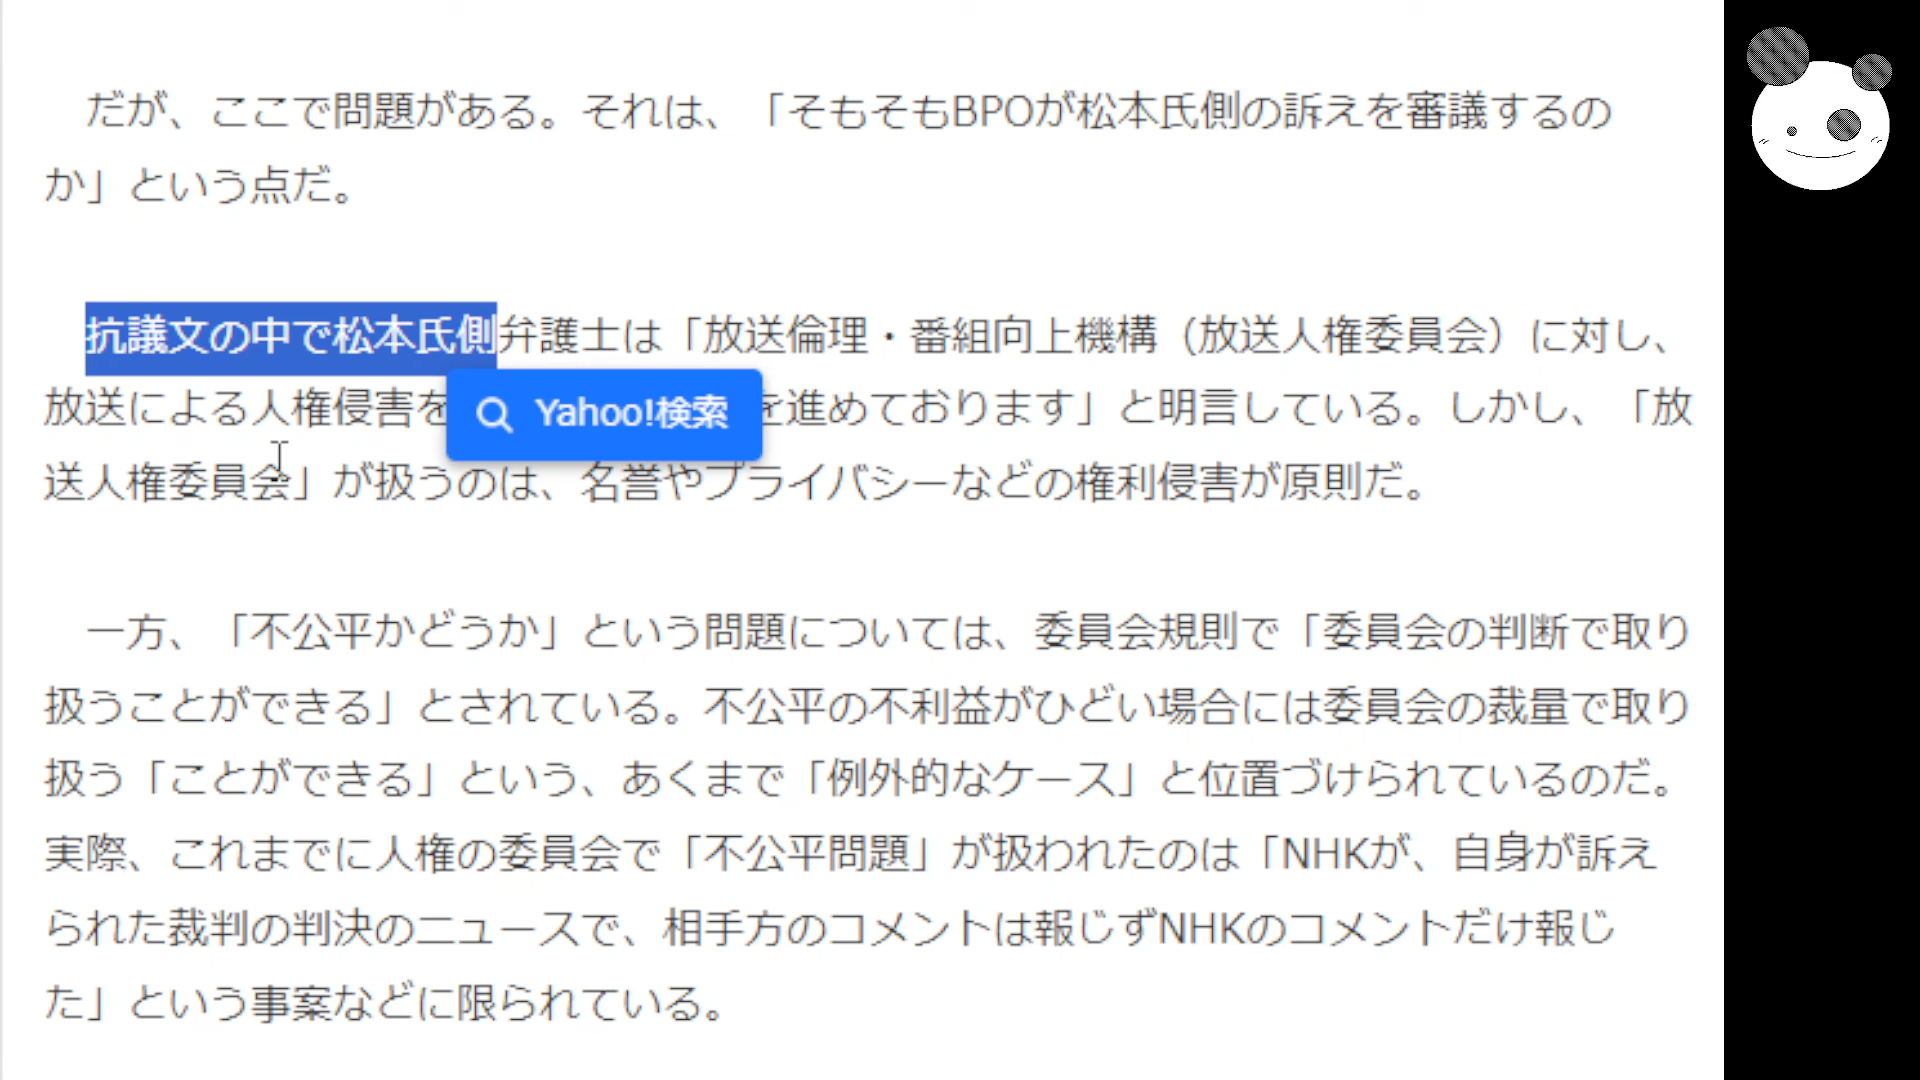 だが、ここで問題がある。それは、「そもそもBPOが松本氏側の訴えを審議するの
か」という点だ。
抗議文の中で松本氏側弁護士は「放送倫理・番組向上機構（放送人権委員会）に対し、
放送による人権侵害を
Yahoo!検索
を進めております」と明言している。しかし、「放
送人権委員会」が扱うのは、名誉やプライバシーなどの権利侵害が原則だ。
一方、「不公平かどうか」という問題については、委員会規則で「委員会の判断で取り
扱うことができる」とされている。不公平の不利益がひどい場合には委員会の裁量で取り
扱う「ことができる」という、あくまで「例外的なケース」と位置づけられているのだ。
実際、これまでに人権の委員会で「不公平問題」が扱われたのは「NHKが、自身が訴え
られた裁判の判決のニュースで、相手方のコメントは報じずNHKのコメントだけ報じ
た」という事案などに限られている。